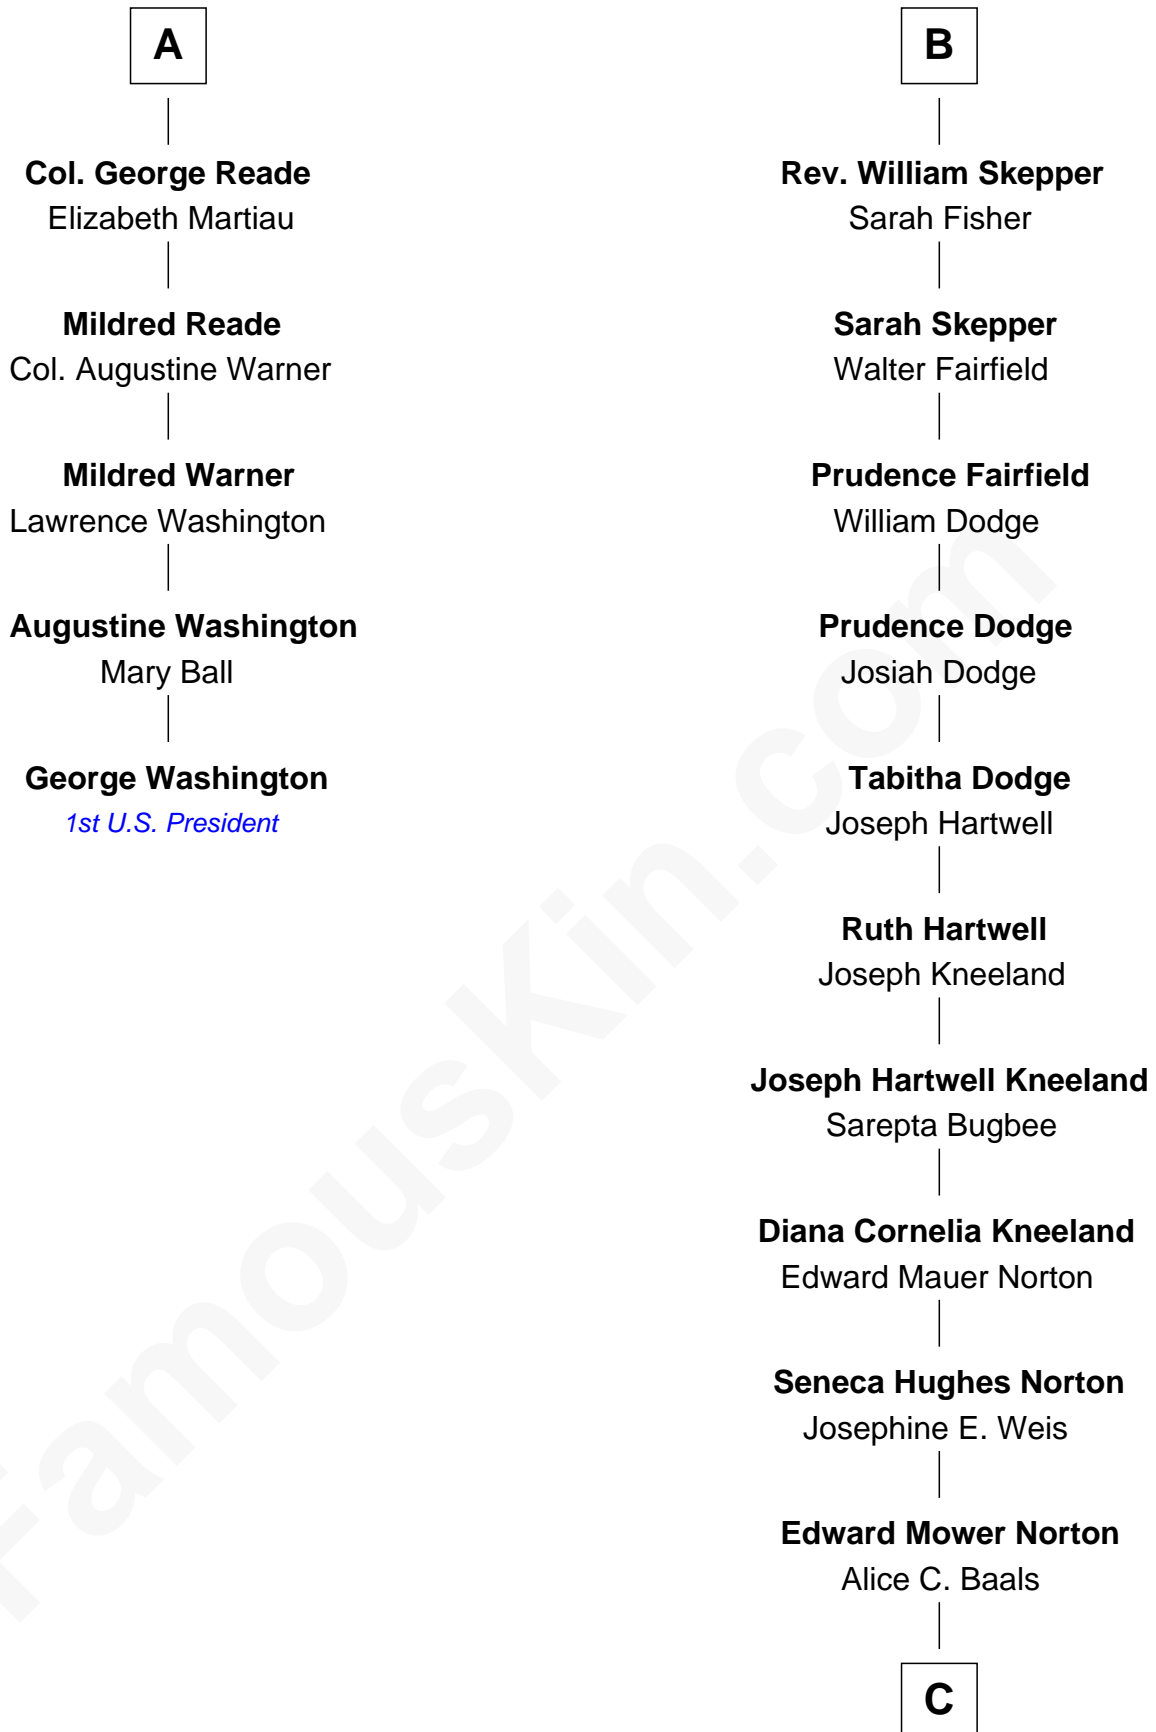 A
Col. George Reade
Elizabeth Martiau
Mildred Reade
Col. Augustine Warner
Mildred Warner
Lawrence Washington
Augustine Washington
Mary Ball
George Washington
1st U.S. President
B
Rev. William Skepper
Sarah Fisher
Sarah Skepper
Walter Fairfield
Prudence Fairfield
William Dodge
Prudence Dodge
Josiah Dodge
Tabitha Dodge
Joseph Hartwell
Ruth Hartwell
Joseph Kneeland
Joseph Hartwell Kneeland
Sarepta Bugbee
Diana Cornelia Kneeland
Edward Mauer Norton
Seneca Hughes Norton
Josephine E. Weis
Edward Mower Norton
Alice C. Baals
C
FamousKin.com